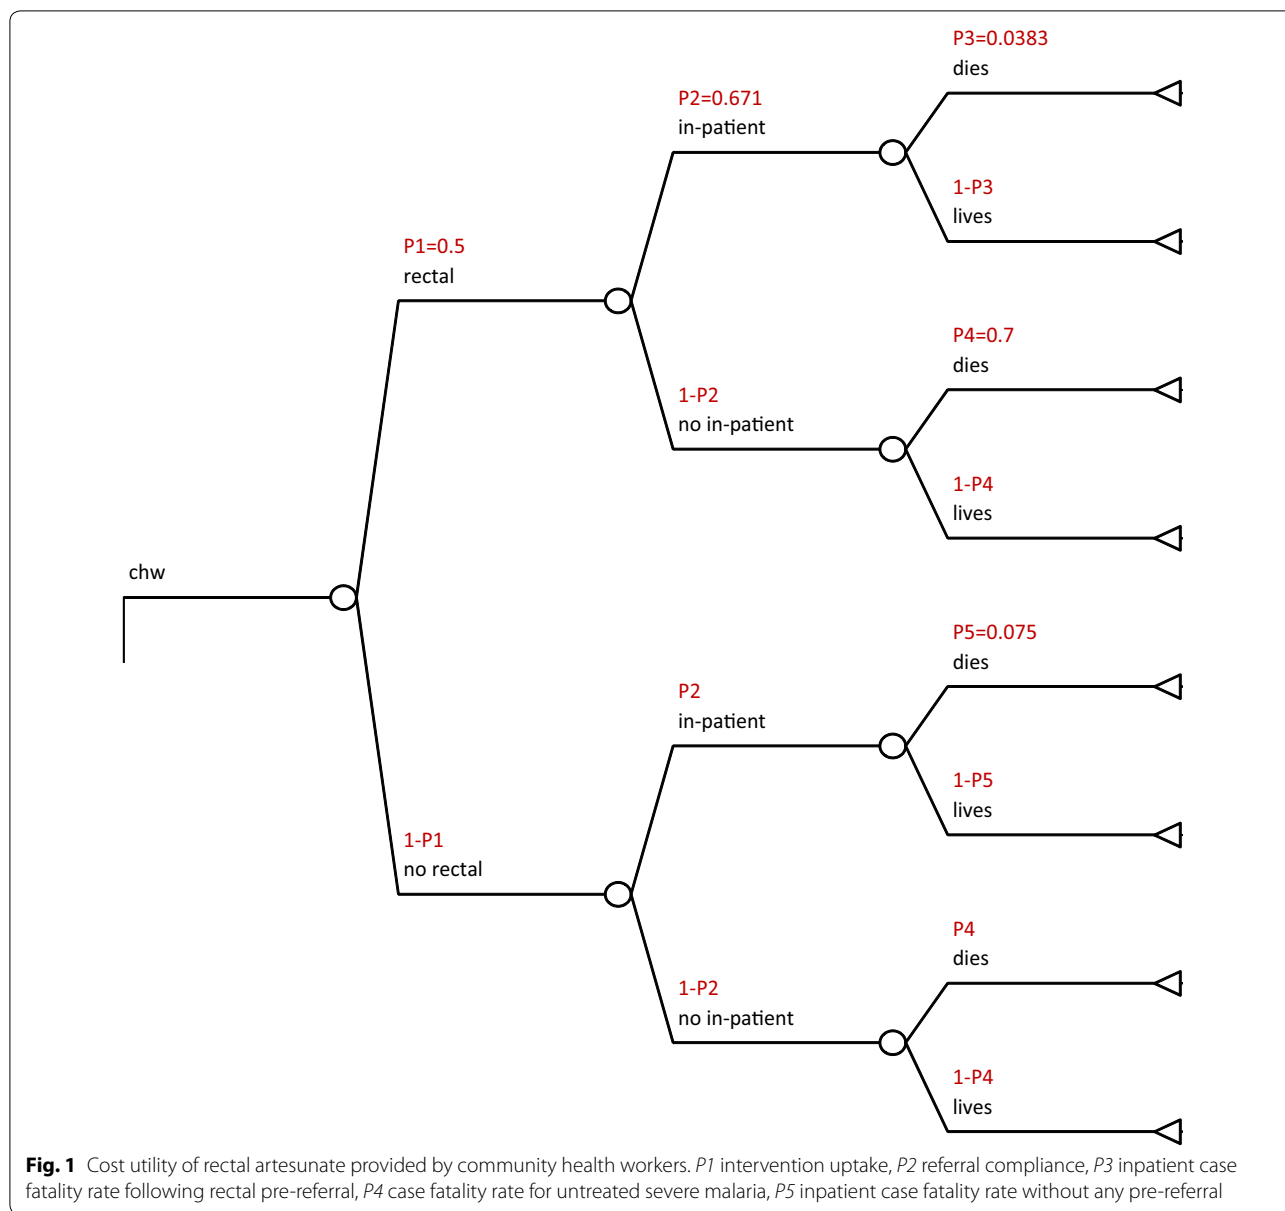 P3=0.0383
dies
P2=0.671
in-patient
1-P3
lives
P1=0.5
rectal
P4=0.7
dies
1-P2
no in-patient
1-P4
lives
chw
P5=0.075
dies
P2
in-patient
1-P5
lives
1-P1
no rectal
P4
dies
1-P2
no in-patient
1-P4
lives
Fig. 1 Cost utility of rectal artesunate provided by community health workers. P1 intervention uptake, P2 referral compliance, P3 inpatient case
fatality rate following rectal pre-referral, P4 case fatality rate for untreated severe malaria, P5 inpatient case fatality rate without any pre-referral